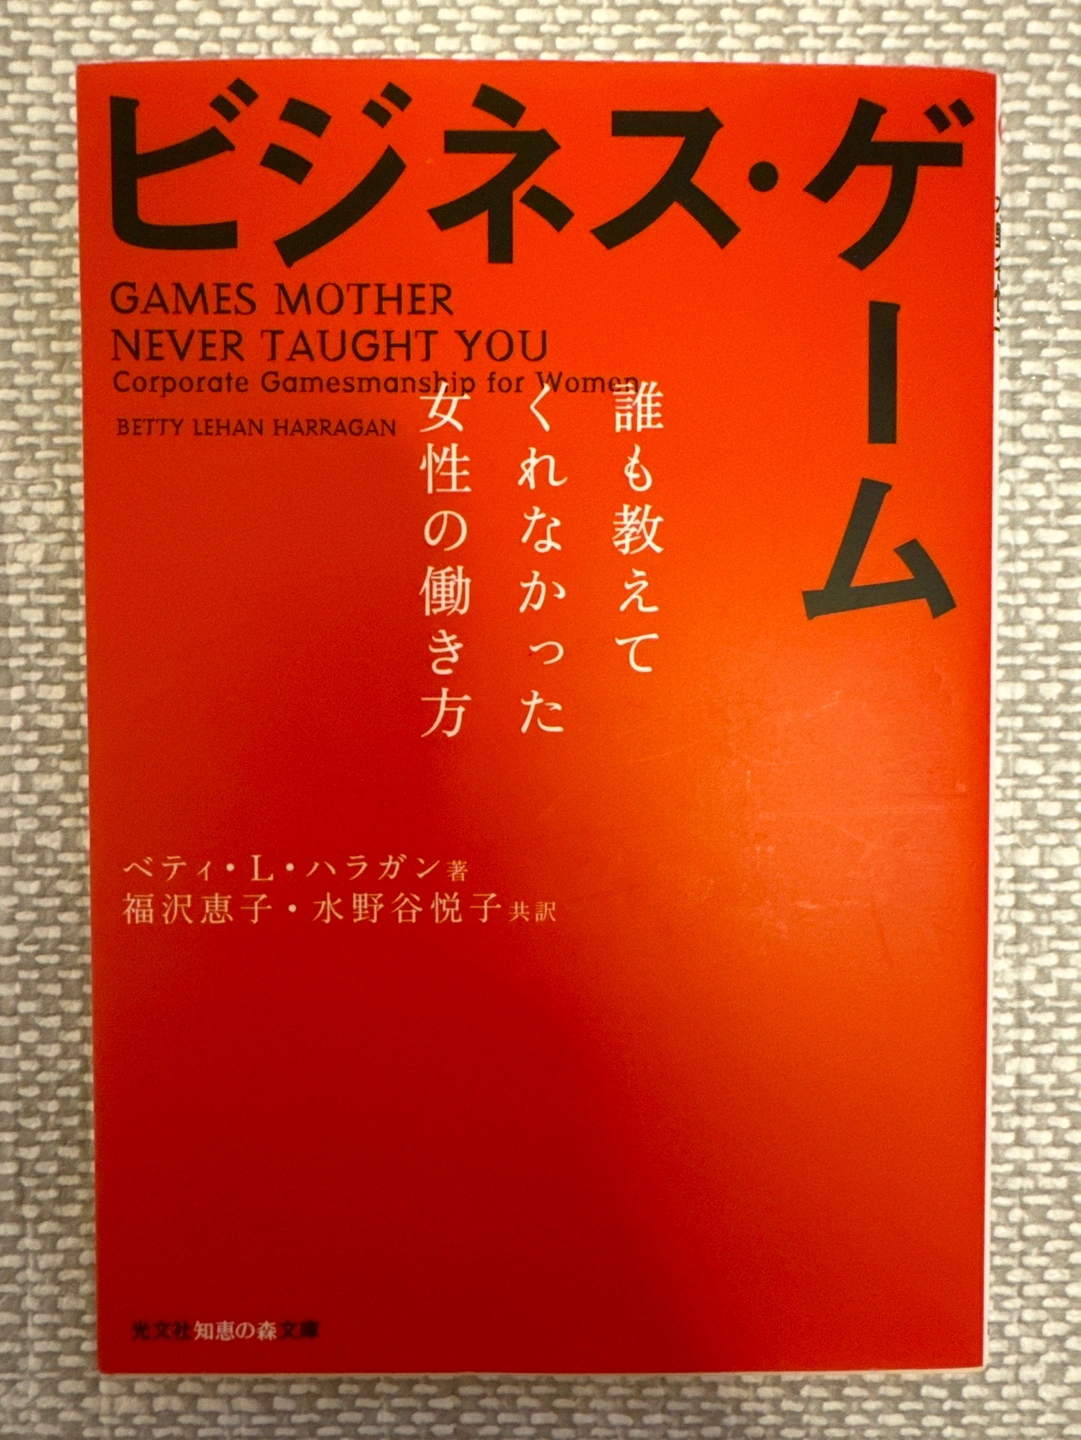 ビジネス・ゲーム
GAMES MOTHER
NEVER TAUGHT YOU
Corporate Gamesmanship for Women
BETTY LEHAN HARRAGAN
誰も教えて
くれなかった
女性の働き方
ベティ・L・ハラガン著
福沢恵子・水野谷悦子共訳
光文社知恵の森文庫